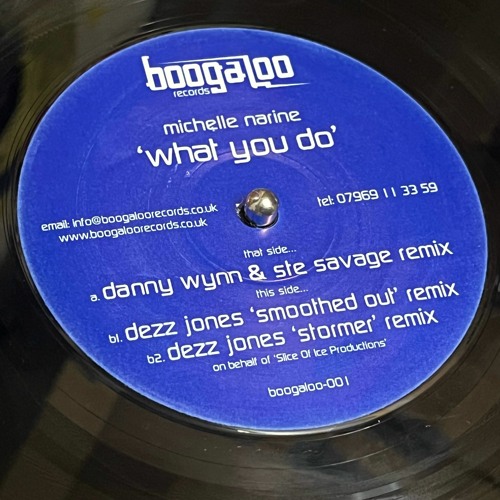 boogaloo
records
michelle narine
'what you do'
email: info@boogaloorecords.co.uk
www.boogaloorecords.co.uk
tel: 07969 11 33 59
that side...
a. danny wynn & ste savage remix
this side...
b1. dezz jones 'smoothed out' remix
b2. dezz jones 'stormer' remix
on behalf of 'Slice Of Ice Productions'
boogaloo-001